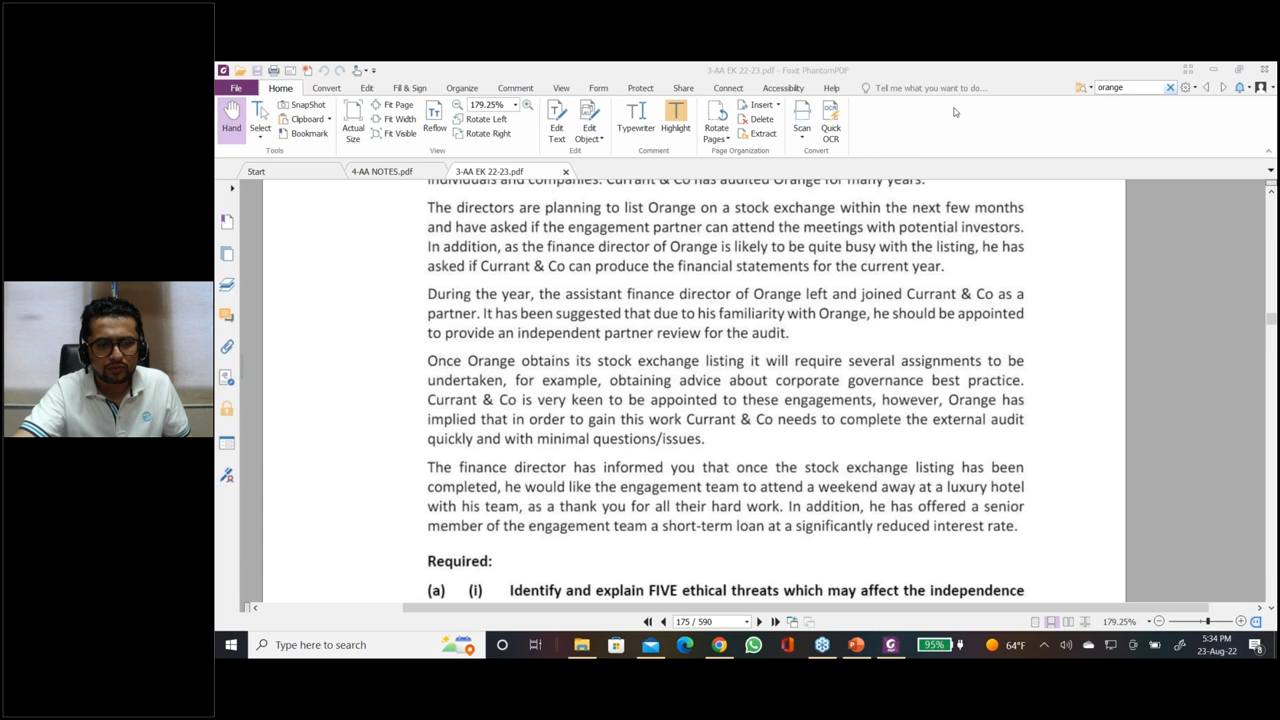 3-AA EK 22-23.pdf - Foxit PhantomPDF
File Home Convert Fill & Sign Organize Comment View Form Protect Share Connect Accessibility Help Tell me what you want to do... orange
SnapShot Fit Page 179.25% Insert
Clipboard Fit Width Rotate Left Delete
Bookmark Fit Visible Rotate Right Extract
Hand Select Actual Size Reflow Edit Text Edit Object Typewriter Highlight Rotate Pages Scan Quick OCR
Tools View Edit Comment Page Organization Convert
Start 4-AA NOTES.pdf 3-AA EK 22-23.pdf
individuals and companies. Currant & Co has audited Orange for many years.
The directors are planning to list Orange on a stock exchange within the next few months
and have asked if the engagement partner can attend the meetings with potential investors.
In addition, as the finance director of Orange is likely to be quite busy with the listing, he has
asked if Currant & Co can produce the financial statements for the current year.
During the year, the assistant finance director of Orange left and joined Currant & Co as a
partner. It has been suggested that due to his familiarity with Orange, he should be appointed
to provide an independent partner review for the audit.
Once Orange obtains its stock exchange listing it will require several assignments to be
undertaken, for example, obtaining advice about corporate governance best practice.
Currant & Co is very keen to be appointed to these engagements, however, Orange has
implied that in order to gain this work Currant & Co needs to complete the external audit
quickly and with minimal questions/issues.
The finance director has informed you that once the stock exchange listing has been
completed, he would like the engagement team to attend a weekend away at a luxury hotel
with his team, as a thank you for all their hard work. In addition, he has offered a senior
member of the engagement team a short-term loan at a significantly reduced interest rate.
Required:
(a) (i) Identify and explain FIVE ethical threats which may affect the independence
175 / 590 179.25%
Type here to search 95% 64°F 5:34 PM
23-Aug-22